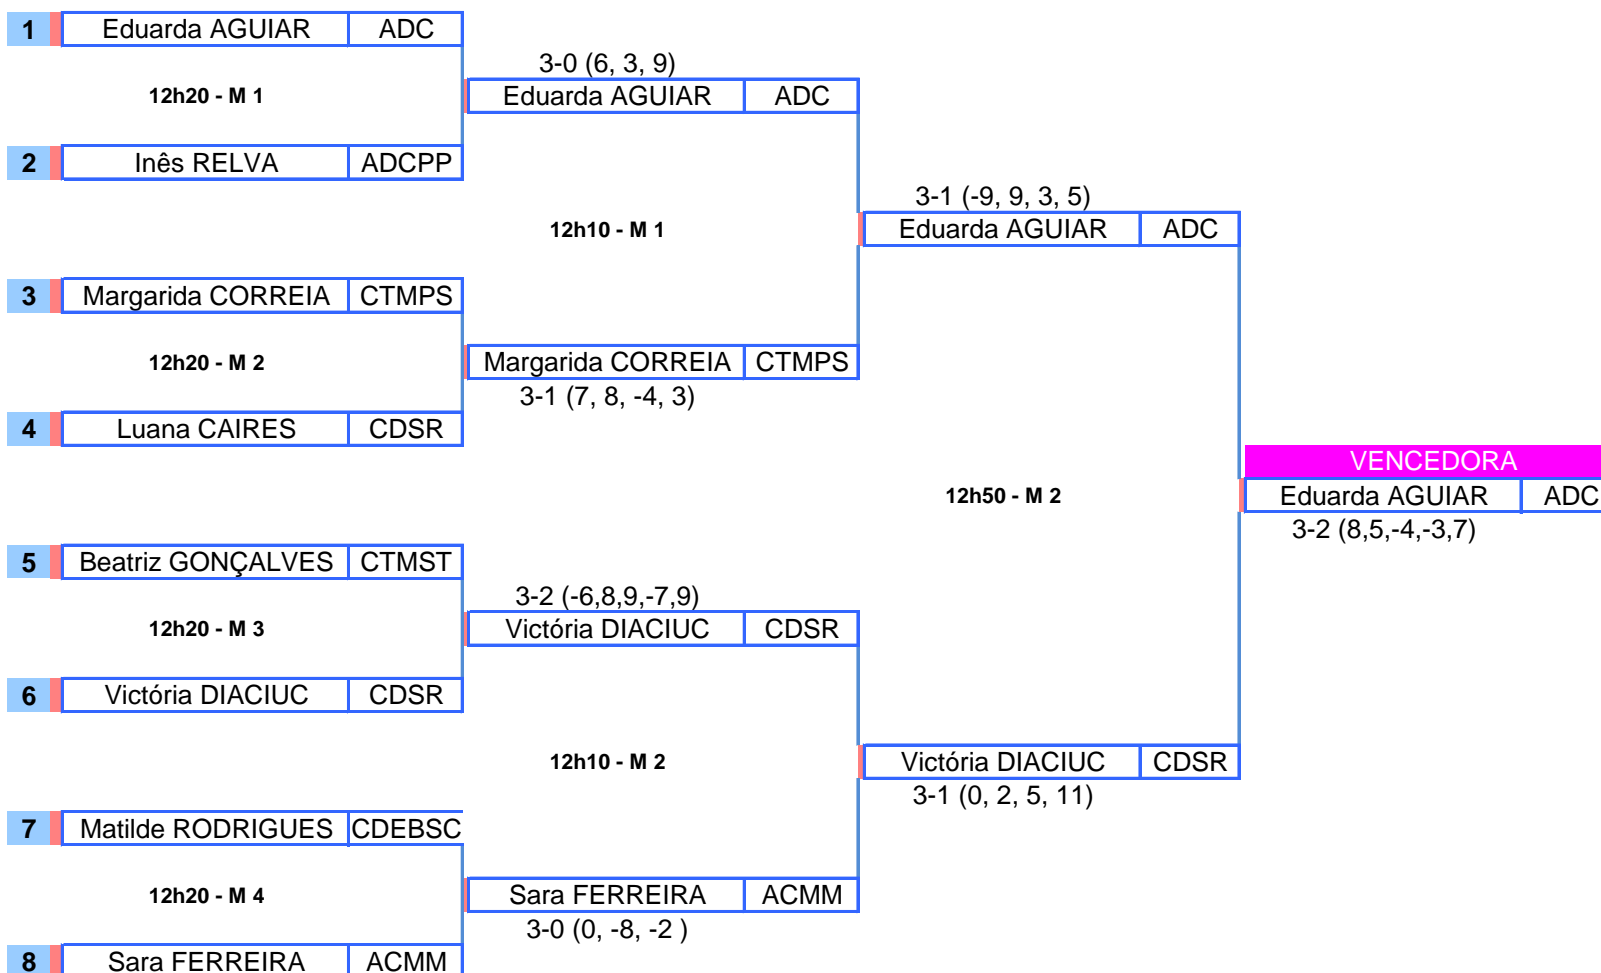 1 Eduarda AGUIAR ADC
3-0 (6, 3, 9)
12h20 - M 1 Eduarda AGUIAR ADC
2 Inês RELVA ADCPP
3-1 (-9, 9, 3, 5)
12h10 - M 1 Eduarda AGUIAR ADC
3 Margarida CORREIA CTMPS
12h20 - M 2 Margarida CORREIA CTMPS
3-1 (7, 8, -4, 3)
4 Luana CAIRES CDSR
VENCEDORA
12h50 - M 2 Eduarda AGUIAR ADC
3-2 (8,5,-4,-3,7)
5 Beatriz GONÇALVES CTMST
3-2 (-6,8,9,-7,9)
12h20 - M 3 Victória DIACIUC CDSR
6 Victória DIACIUC CDSR
12h10 - M 2 Victória DIACIUC CDSR
3-1 (0, 2, 5, 11)
7 Matilde RODRIGUES CDEBSC
12h20 - M 4 Sara FERREIRA ACMM
3-0 (0, -8, -2 )
8 Sara FERREIRA ACMM